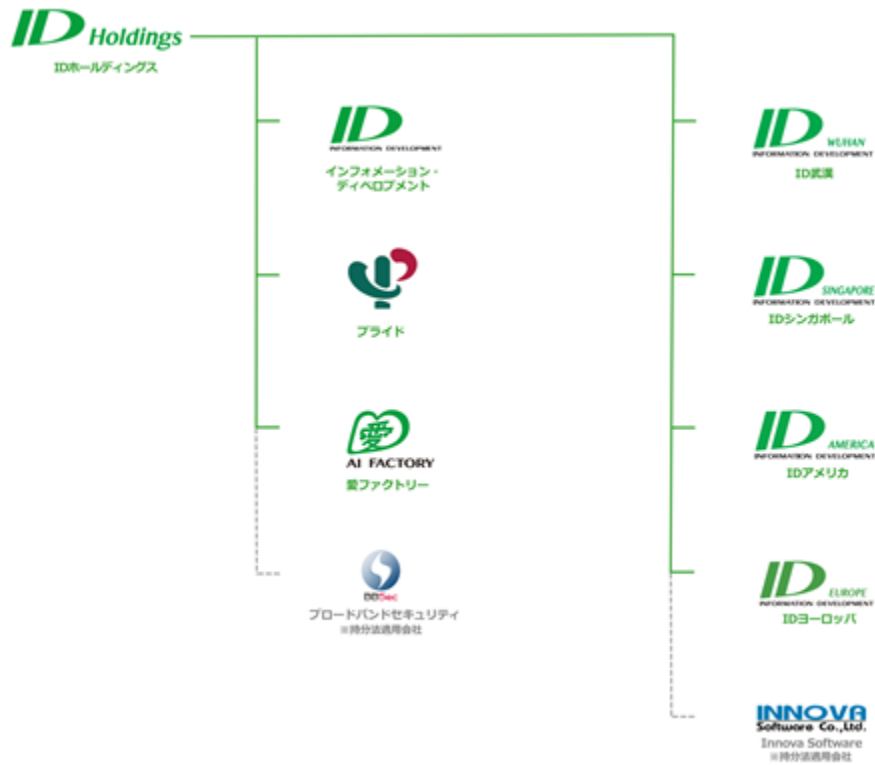 ID Holdings
IDホールディングス
ID
INFORMATION DEVELOPMENT
インフォメーション・
ディベロプメント
プライド
愛
AI FACTORY
愛ファクトリー
BBSec
ブロードバンドセキュリティ
※持分法適用会社
ID WUHAN
INFORMATION DEVELOPMENT
ID武漢
ID SINGAPORE
INFORMATION DEVELOPMENT
IDシンガポール
ID AMERICA
INFORMATION DEVELOPMENT
IDアメリカ
ID EUROPE
INFORMATION DEVELOPMENT
IDヨーロッパ
INNOVA
Software Co.,Ltd.
Innova Software
※持分法適用会社